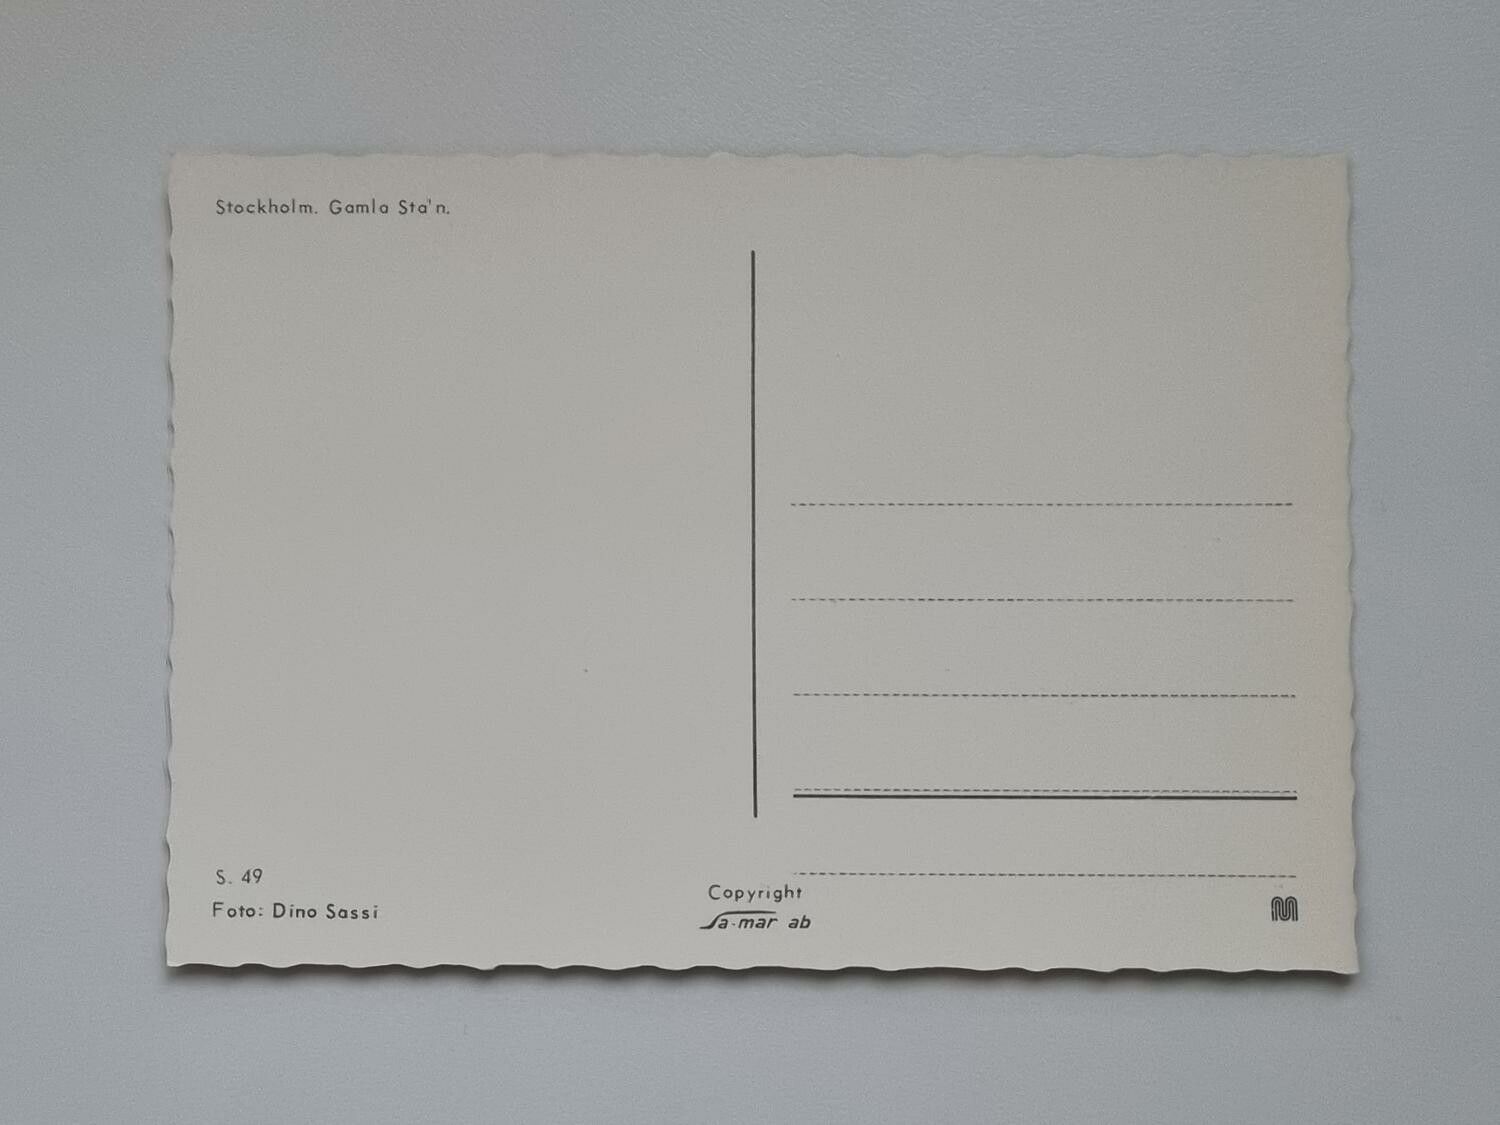 Stockholm. Gamla Sta'n.
S. 49
Foto: Dino Sassi
Copyright
Sa-mar ab
M